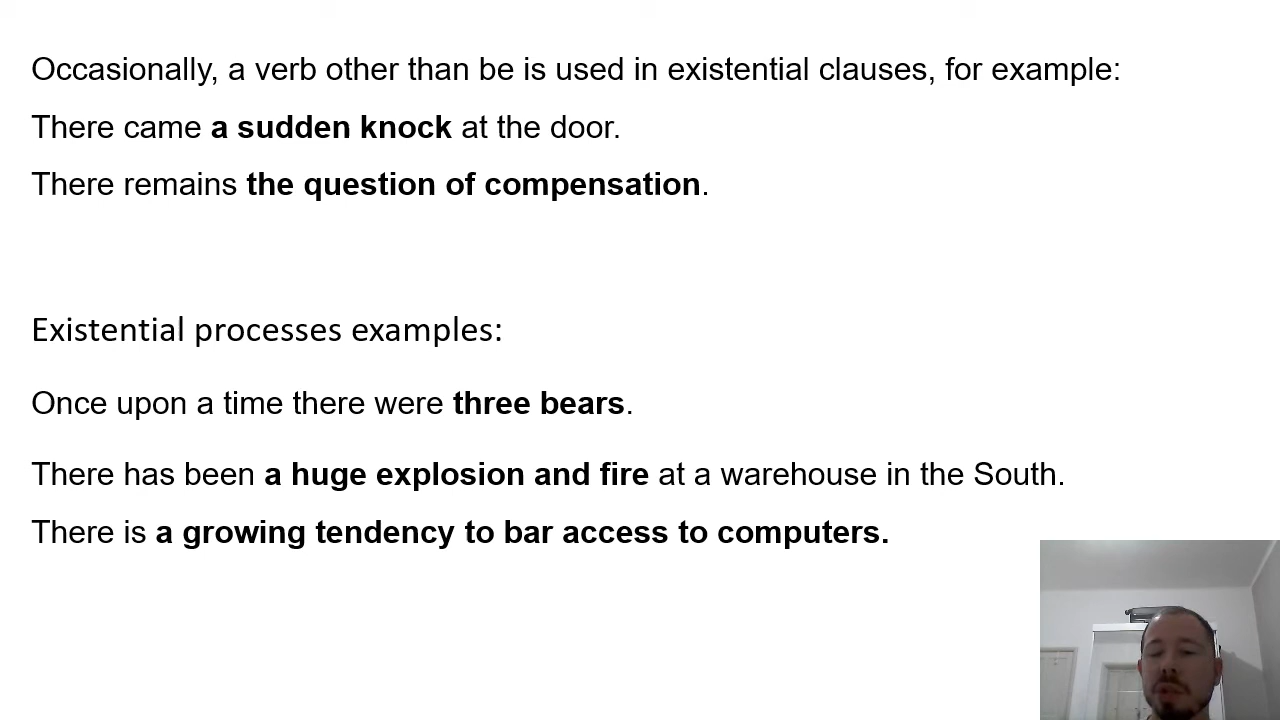 Occasionally, a verb other than be is used in existential clauses, for example:
There came a sudden knock at the door.
There remains the question of compensation.
Existential processes examples:
Once upon a time there were three bears.
There has been a huge explosion and fire at a warehouse in the South.
There is a growing tendency to bar access to computers.